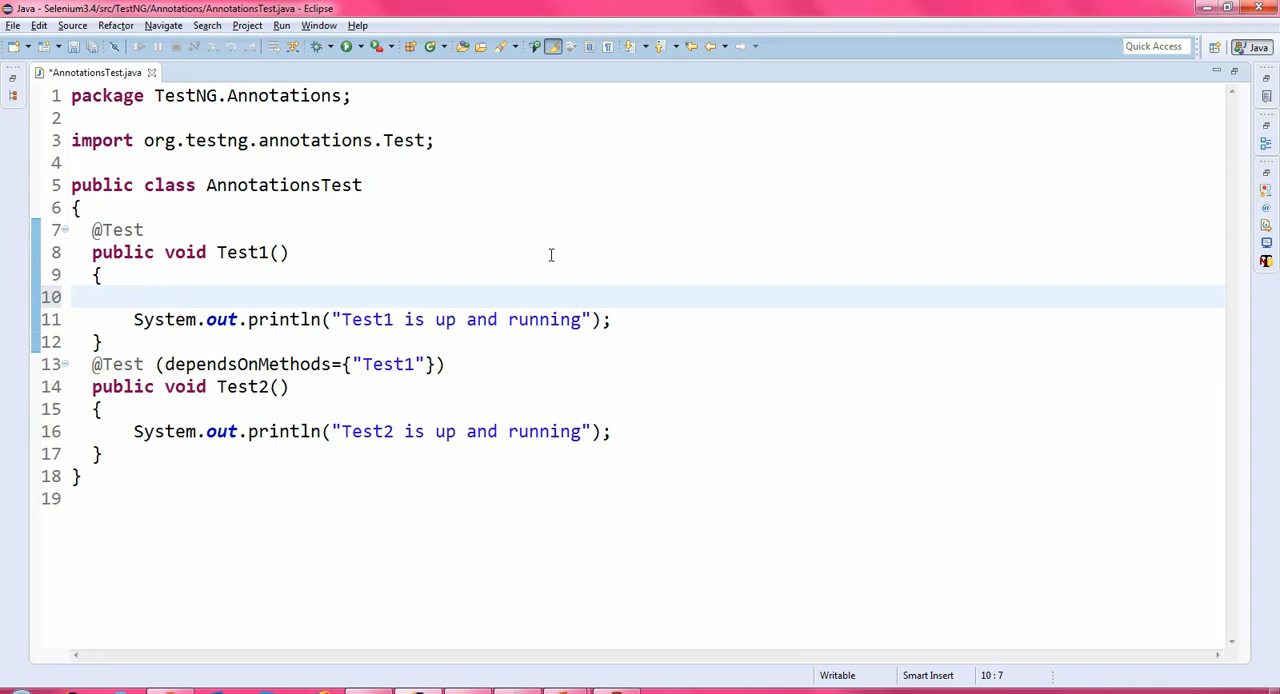 Java - Selenium3.4/src/TestNG/Annotations/AnnotationsTest.java - Eclipse
File Edit Source Refactor Navigate Search Project Run Window Help
Quick Access Java
*AnnotationsTest.java
1 package TestNG.Annotations;
2
3 import org.testng.annotations.Test;
4
5 public class AnnotationsTest
6 {
7 @Test
8 public void Test1()
9 {
10
11 System.out.println("Test1 is up and running");
12 }
13 @Test (dependsOnMethods={"Test1"})
14 public void Test2()
15 {
16 System.out.println("Test2 is up and running");
17 }
18 }
19
Writable Smart Insert 10 : 7